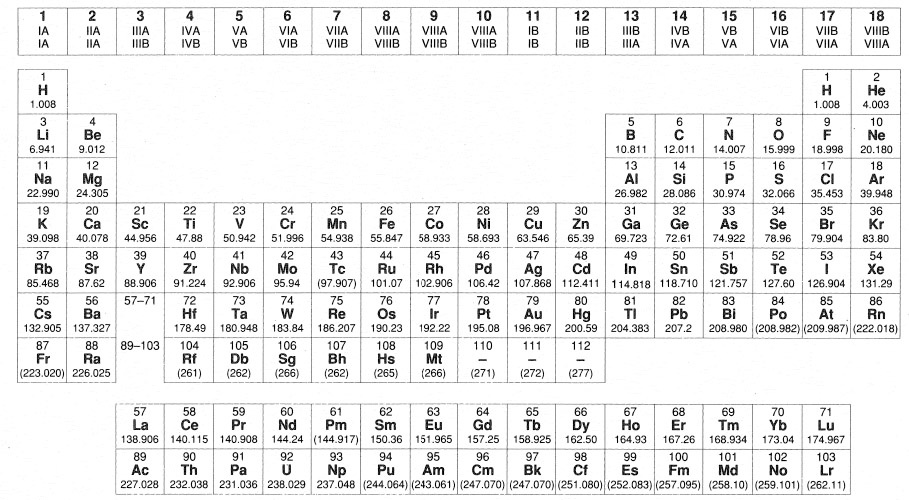 1 2 3 4 5 6 7 8 9 10 11 12 13 14 15 16 17 18
IA IIA IIIA IVA VA VIA VIIA VIIIA VIIIA VIIIA IB IIB IIIB IVB VB VIB VIIB VIIIB
IA IIA IIIB IVB VB VIB VIIB VIIIB VIIIB VIIIB IB IIB IIIA IVA VA VIA VIIA VIIIA
1 1 2
H H He
1.008 1.008 4.003
3 4 5 6 7 8 9 10
Li Be B C N O F Ne
6.941 9.012 10.811 12.011 14.007 15.999 18.998 20.180
11 12 13 14 15 16 17 18
Na Mg Al Si P S Cl Ar
22.990 24.305 26.982 28.086 30.974 32.066 35.453 39.948
19 20 21 22 23 24 25 26 27 28 29 30 31 32 33 34 35 36
K Ca Sc Ti V Cr Mn Fe Co Ni Cu Zn Ga Ge As Se Br Kr
39.098 40.078 44.956 47.88 50.942 51.996 54.938 55.847 58.933 58.693 63.546 65.39 69.723 72.61 74.922 78.96 79.904 83.80
37 38 39 40 41 42 43 44 45 46 47 48 49 50 51 52 53 54
Rb Sr Y Zr Nb Mo Tc Ru Rh Pd Ag Cd In Sn Sb Te I Xe
85.468 87.62 88.906 91.224 92.906 95.94 (97.907) 101.07 102.906 106.42 107.868 112.411 114.818 118.710 121.757 127.60 126.904 131.29
55 56 57–71 72 73 74 75 76 77 78 79 80 81 82 83 84 85 86
Cs Ba Hf Ta W Re Os Ir Pt Au Hg Tl Pb Bi Po At Rn
132.905 137.327 178.49 180.948 183.84 186.207 190.23 192.22 195.08 196.967 200.59 204.383 207.2 208.980 (208.982) (209.987) (222.018)
87 88 89–103 104 105 106 107 108 109 110 111 112
Fr Ra Rf Db Sg Bh Hs Mt – – –
(223.020) 226.025 (261) (262) (266) (262) (265) (266) (271) (272) (277)
57 58 59 60 61 62 63 64 65 66 67 68 69 70 71
La Ce Pr Nd Pm Sm Eu Gd Tb Dy Ho Er Tm Yb Lu
138.906 140.115 140.908 144.24 (144.917) 150.36 151.965 157.25 158.925 162.50 164.93 167.26 168.934 173.04 174.967
89 90 91 92 93 94 95 96 97 98 99 100 101 102 103
Ac Th Pa U Np Pu Am Cm Bk Cf Es Fm Md No Lr
227.028 232.038 231.036 238.029 237.048 (244.064) (243.061) (247.070) (247.070) (251.080) (252.083) (257.095) (258.10) (259.101) (262.11)